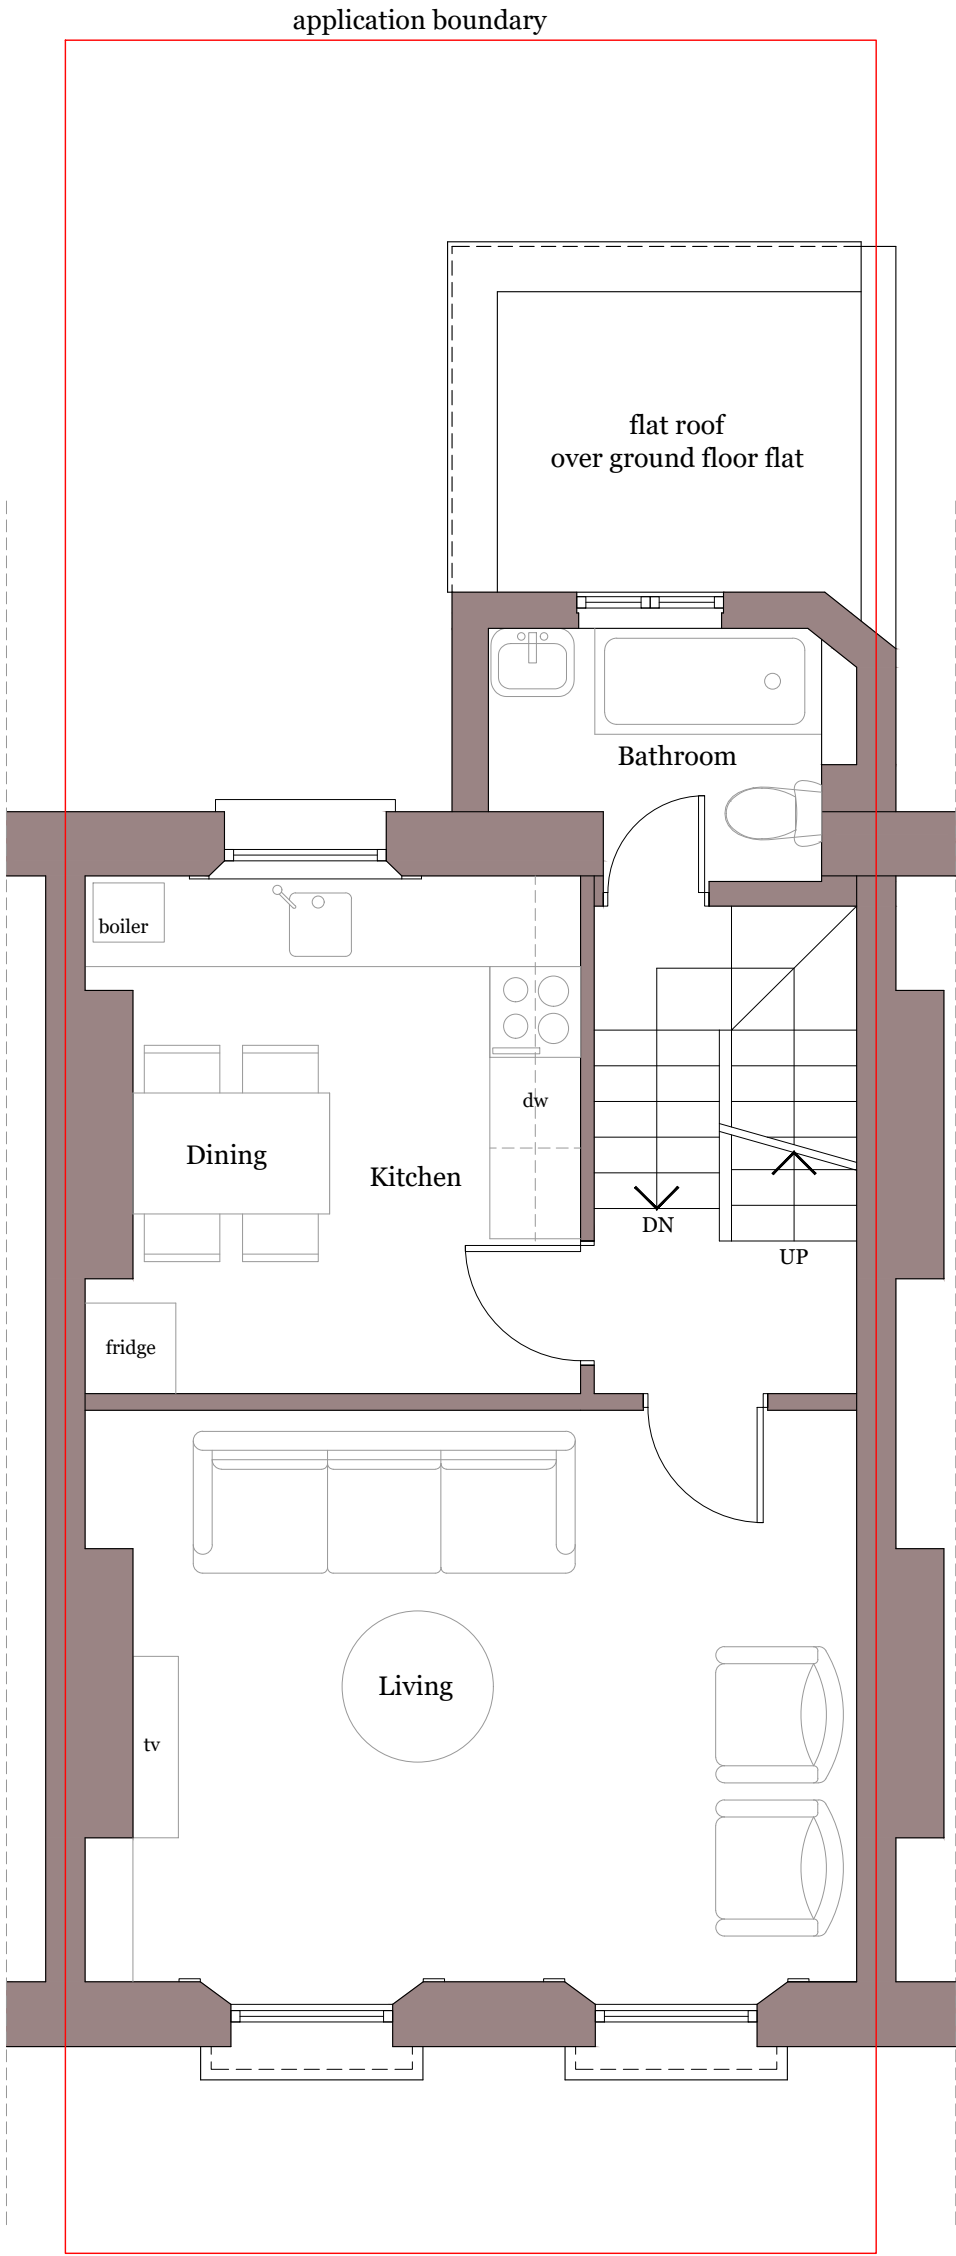 application boundary
flat roof
over ground floor flat
Bathroom
boiler
dw
Dining
Kitchen
DN
UP
fridge
Living
tv